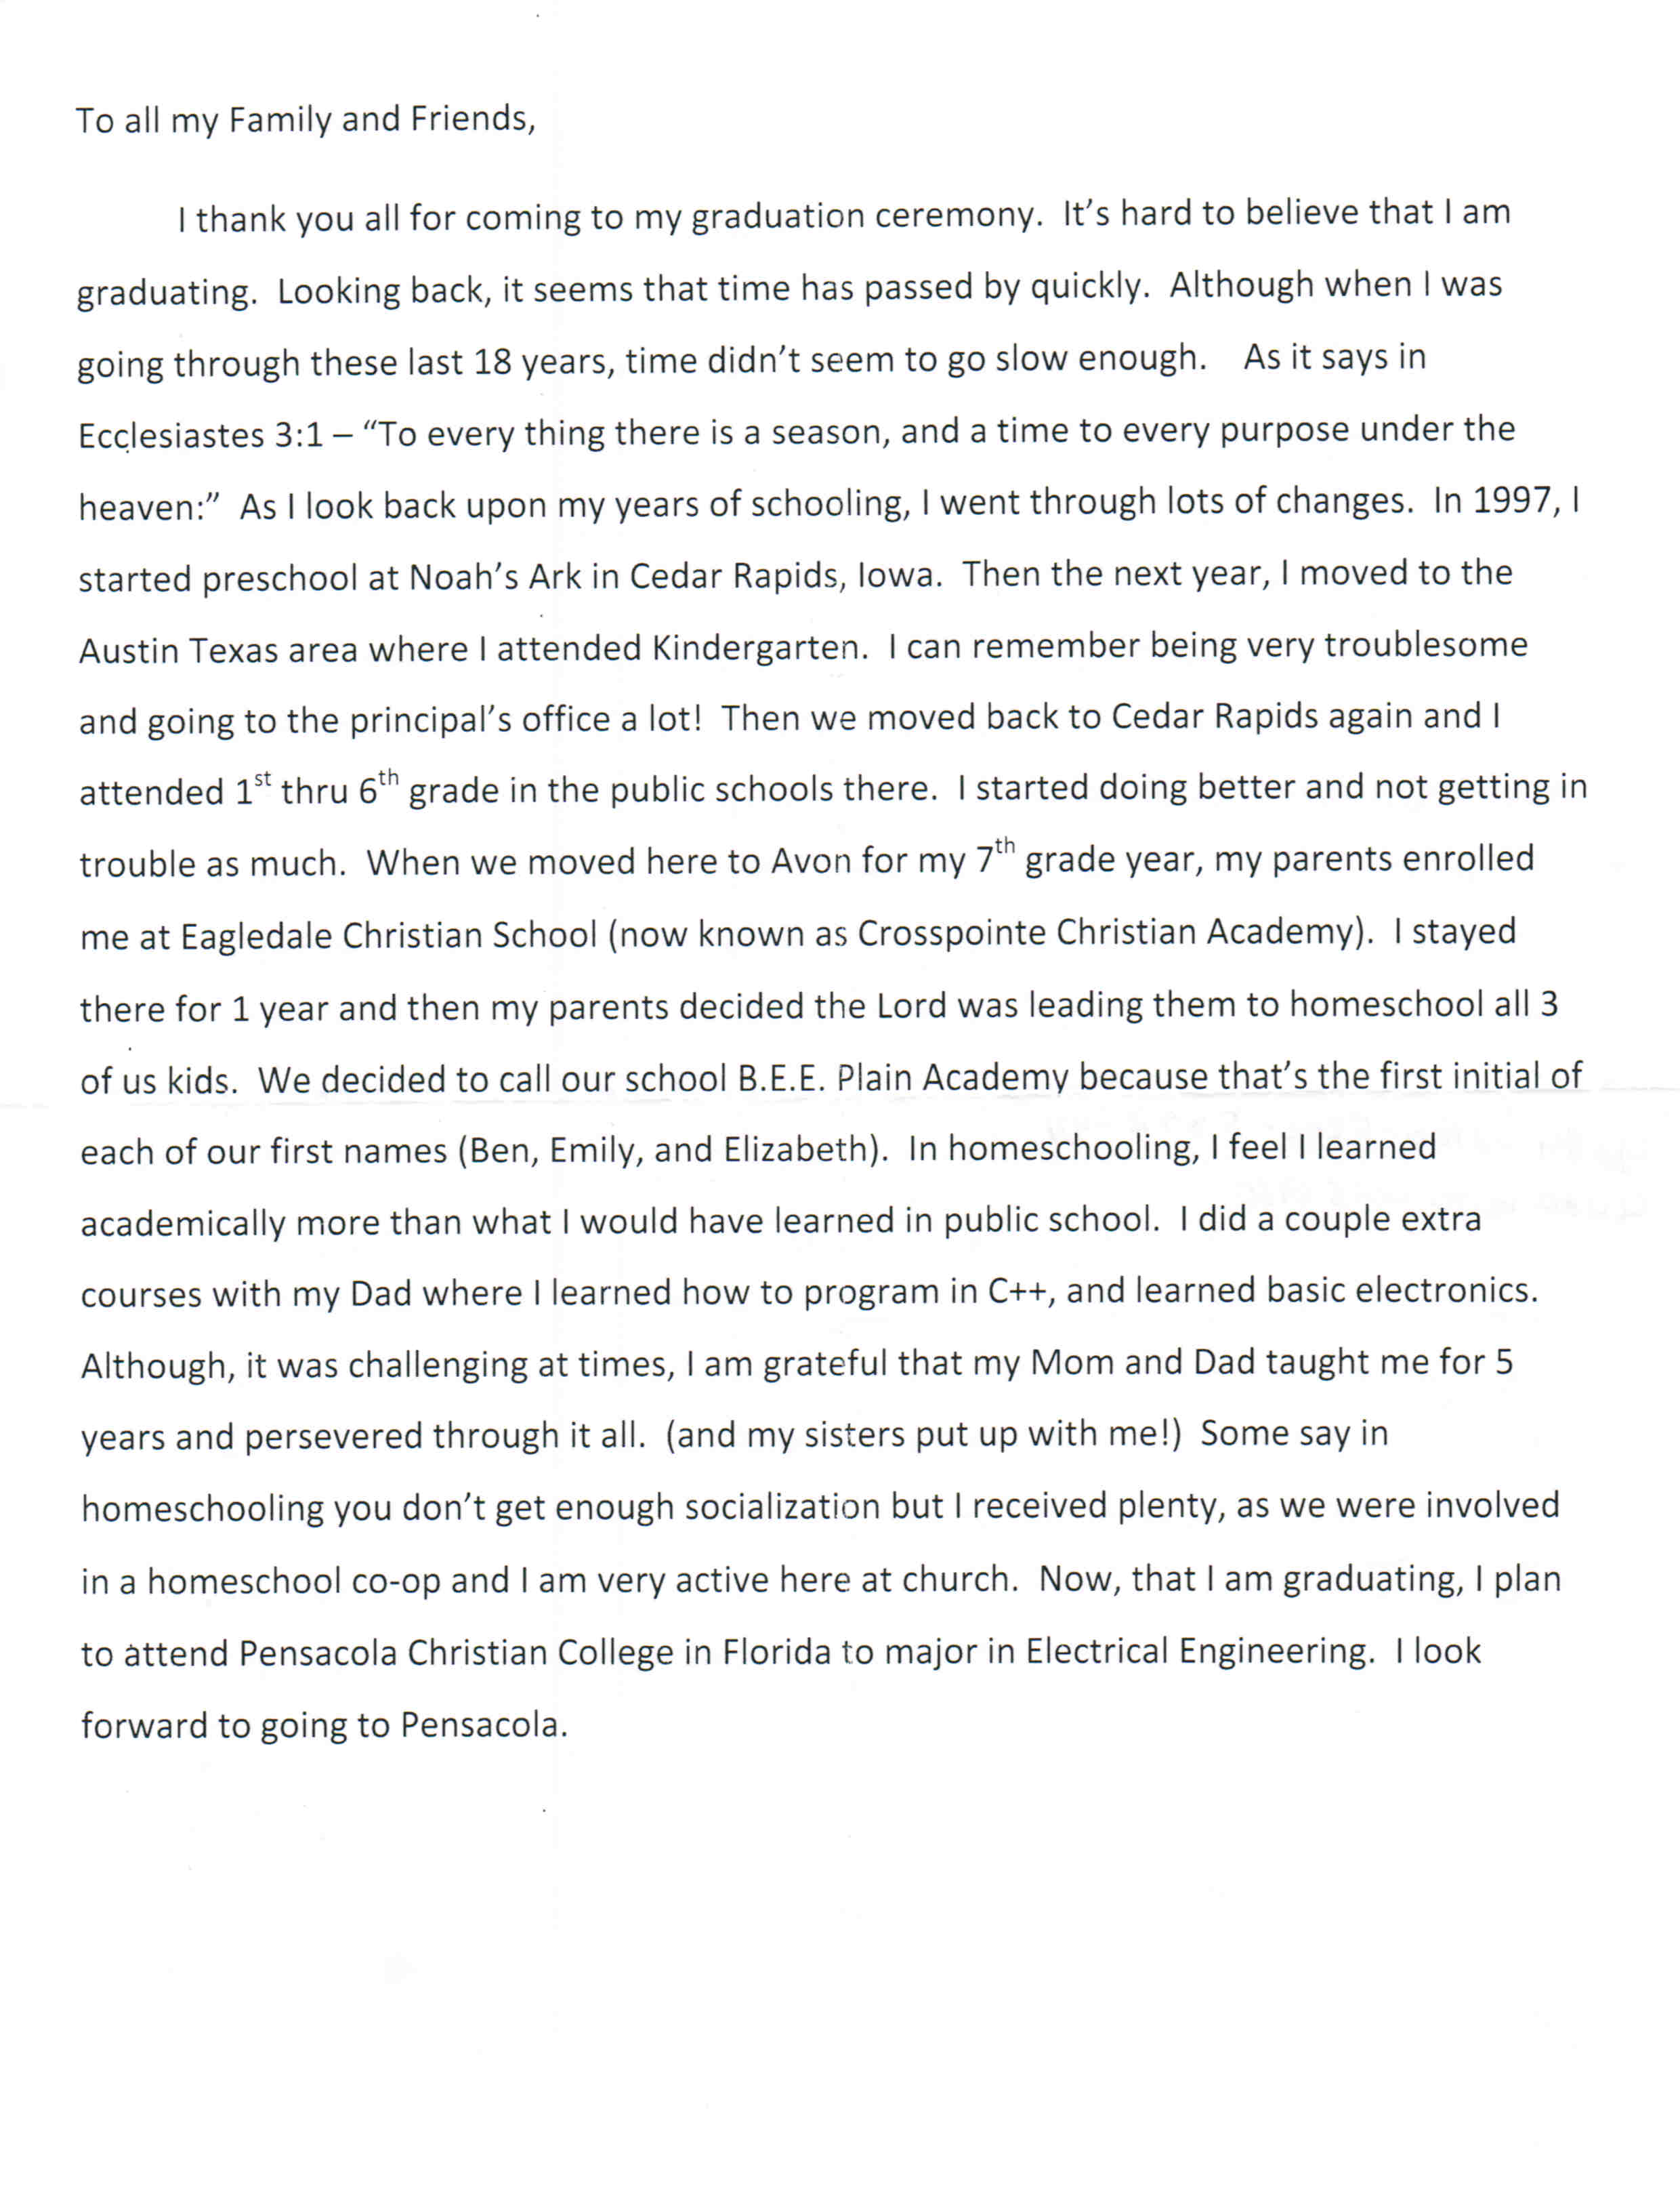 To all my Family and Friends,
I thank you all for coming to my graduation ceremony.  It's hard to believe that I am
graduating.  Looking back, it seems that time has passed by quickly.  Although when I was
going through these last 18 years, time didn't seem to go slow enough.    As it says in
Ecclesiastes 3:1 – “To every thing there is a season, and a time to every purpose under the
heaven:”  As I look back upon my years of schooling, I went through lots of changes.  In 1997, I
started preschool at Noah's Ark in Cedar Rapids, Iowa.  Then the next year, I moved to the
Austin Texas area where I attended Kindergarten.  I can remember being very troublesome
and going to the principal's office a lot!  Then we moved back to Cedar Rapids again and I
attended 1st thru 6th grade in the public schools there.  I started doing better and not getting in
trouble as much.  When we moved here to Avon for my 7th grade year, my parents enrolled
me at Eagledale Christian School (now known as Crosspointe Christian Academy).  I stayed
there for 1 year and then my parents decided the Lord was leading them to homeschool all 3
of us kids.  We decided to call our school B.E.E. Plain Academy because that's the first initial of
each of our first names (Ben, Emily, and Elizabeth).  In homeschooling, I feel I learned
academically more than what I would have learned in public school.  I did a couple extra
courses with my Dad where I learned how to program in C++, and learned basic electronics.
Although, it was challenging at times, I am grateful that my Mom and Dad taught me for 5
years and persevered through it all.  (and my sisters put up with me!)  Some say in
homeschooling you don't get enough socialization but I received plenty, as we were involved
in a homeschool co-op and I am very active here at church.  Now, that I am graduating, I plan
to attend Pensacola Christian College in Florida to major in Electrical Engineering.  I look
forward to going to Pensacola.